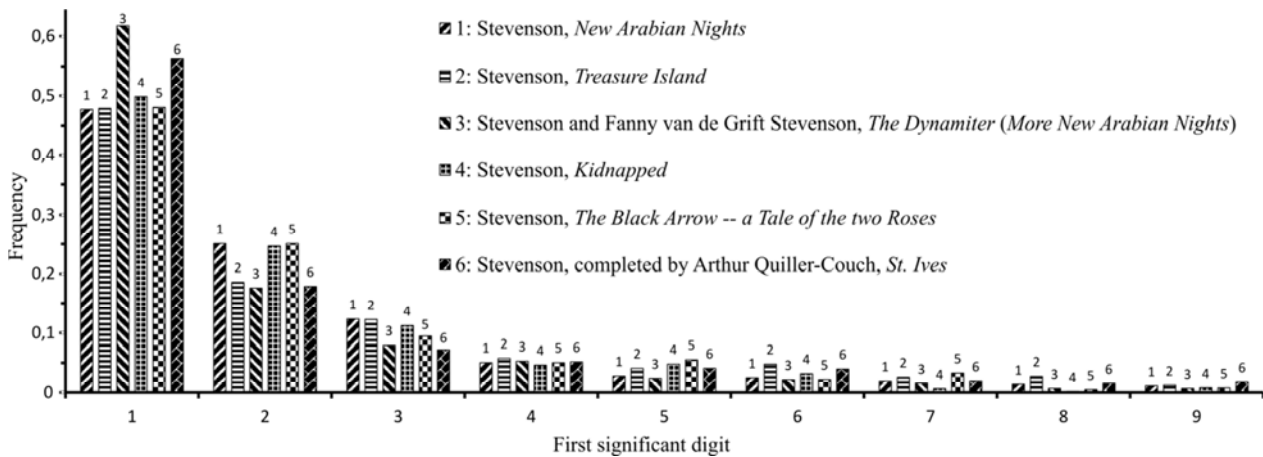 0,6
0,5
0,4
0,3
0,2
0,1
0
Frequency
1 2 3 4 5 6
1 2 3 4 5 6
1 2 3 4 5 6
1 2 3 4 5 6
1 2 3 4 5 6
1 2 3 4 5 6
1 2 3 4 5 6
1 2 3 4 5 6
1 2 3 4 5 6
1: Stevenson, New Arabian Nights
2: Stevenson, Treasure Island
3: Stevenson and Fanny van de Grift Stevenson, The Dynamiter (More New Arabian Nights)
4: Stevenson, Kidnapped
5: Stevenson, The Black Arrow -- a Tale of the two Roses
6: Stevenson, completed by Arthur Quiller-Couch, St. Ives
1 2 3 4 5 6 7 8 9
First significant digit